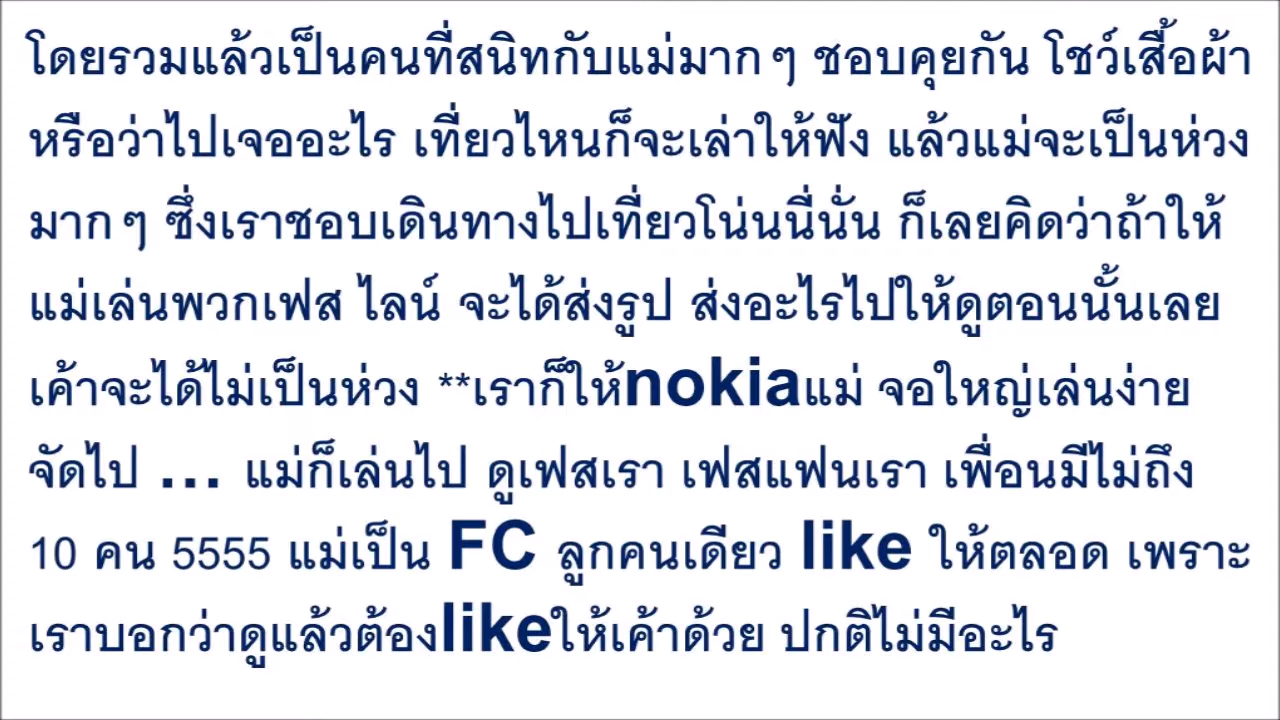 โดยรวมแล้วเป็นคนที่สนิทกับแม่มากๆ ชอบคุยกัน โชว์เสื้อผ้า
หรือว่าไปเจออะไร เที่ยวไหนก็จะเล่าให้ฟัง แล้วแม่จะเป็นห่วง
มากๆ ซึ่งเราชอบเดินทางไปเที่ยวโน่นนี่นั่น ก็เลยคิดว่าถ้าให้
แม่เล่นพวกเฟส ไลน์ จะได้ส่งรูป ส่งอะไรไปให้ดูตอนนั้นเลย
เค้าจะได้ไม่เป็นห่วง **เราก็ให้nokiaแม่ จอใหญ่เล่นง่าย
จัดไป ... แม่ก็เล่นไป ดูเฟสเรา เฟสแฟนเรา เพื่อนมีไม่ถึง
10 คน 5555 แม่เป็น FC ลูกคนเดียว like ให้ตลอด เพราะ
เราบอกว่าดูแล้วต้องlikeให้เค้าด้วย ปกติไม่มีอะไร